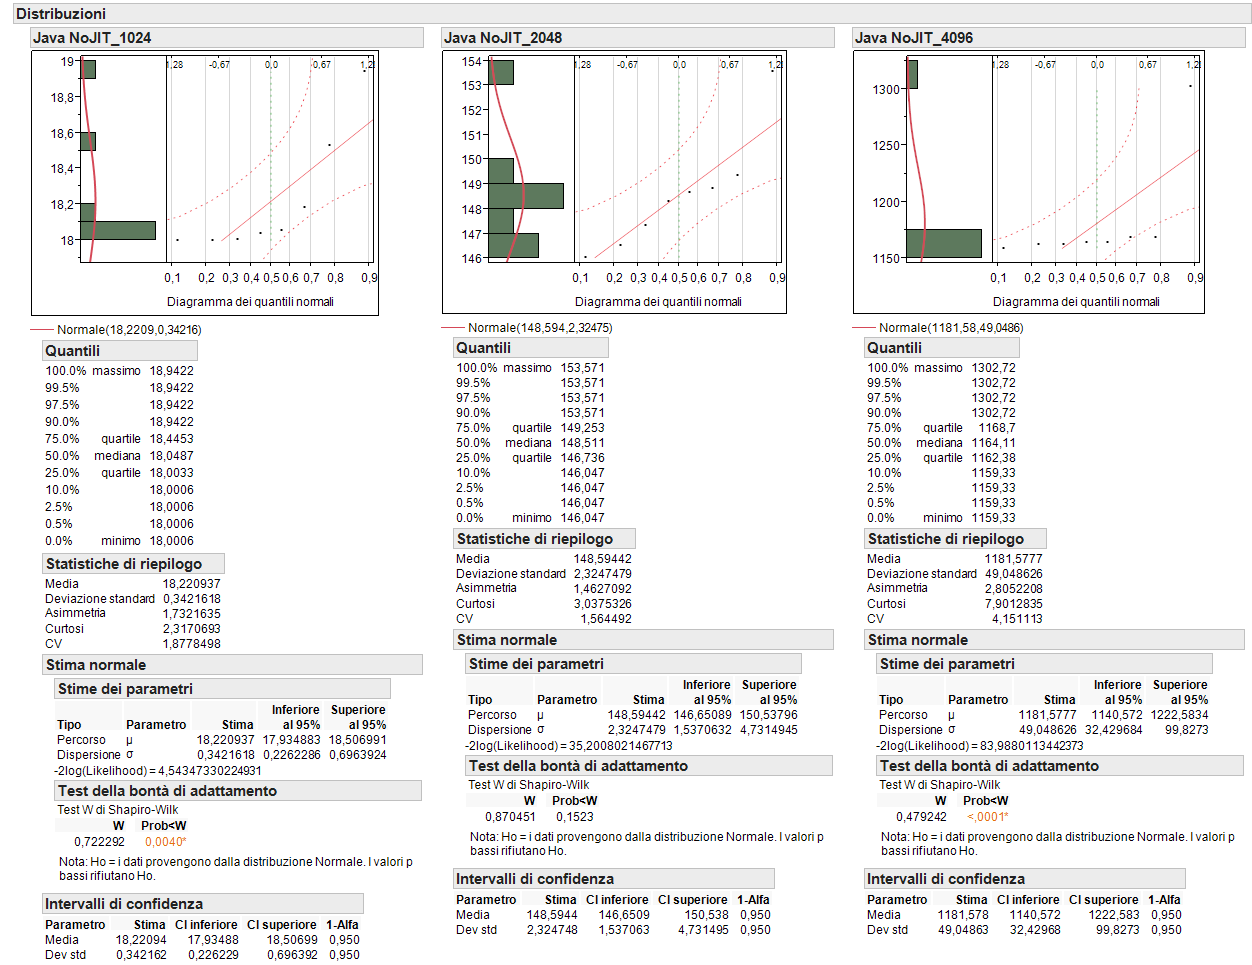 Distribuzioni
Java NoJIT_1024
19
18,8
18,6
18,4
18,2
18
1,28 -0,67 0,0 0,67 1,2
0,1 0,2 0,3 0,4 0,5 0,6 0,7 0,8 0,9
Diagramma dei quantili normali
Normale(18,2209,0,34216)
Quantili
100.0% massimo 18,9422
99.5% 18,9422
97.5% 18,9422
90.0% 18,9422
75.0% quartile 18,4453
50.0% mediana 18,0487
25.0% quartile 18,0033
10.0% 18,0006
2.5% 18,0006
0.5% 18,0006
0.0% minimo 18,0006
Statistiche di riepilogo
Media 18,220937
Deviazione standard 0,3421618
Asimmetria 1,7321635
Curtosi 2,3170693
CV 1,8778498
Stima normale
Stime dei parametri
Tipo Parametro Stima Inferiore al 95% Superiore al 95%
Percorso μ 18,220937 17,934883 18,506991
Dispersione σ 0,3421618 0,2262286 0,6963924
-2log(Likelihood) = 4,54347330224931
Test della bontà di adattamento
Test W di Shapiro-Wilk
W Prob<W
0,722292 0,0040*
Nota: Ho = i dati provengono dalla distribuzione Normale. I valori p
bassi rifiutano Ho.
Intervalli di confidenza
Parametro Stima CI inferiore CI superiore 1-Alfa
Media 18,22094 17,93488 18,50699 0,950
Dev std 0,342162 0,226229 0,696392 0,950
Java NoJIT_2048
154
153
152
151
150
149
148
147
146
1,28 -0,67 0,0 0,67 1,2
0,1 0,2 0,3 0,4 0,5 0,6 0,7 0,8 0,9
Diagramma dei quantili normali
Normale(148,594,2,32475)
Quantili
100.0% massimo 153,571
99.5% 153,571
97.5% 153,571
90.0% 153,571
75.0% quartile 149,253
50.0% mediana 148,511
25.0% quartile 146,736
10.0% 146,047
2.5% 146,047
0.5% 146,047
0.0% minimo 146,047
Statistiche di riepilogo
Media 148,59442
Deviazione standard 2,3247479
Asimmetria 1,4627092
Curtosi 3,0375326
CV 1,564492
Stima normale
Stime dei parametri
Tipo Parametro Stima Inferiore al 95% Superiore al 95%
Percorso μ 148,59442 146,65089 150,53796
Dispersione σ 2,3247479 1,5370632 4,7314945
-2log(Likelihood) = 35,2008021467713
Test della bontà di adattamento
Test W di Shapiro-Wilk
W Prob<W
0,870451 0,1523
Nota: Ho = i dati provengono dalla distribuzione Normale. I valori p
bassi rifiutano Ho.
Intervalli di confidenza
Parametro Stima CI inferiore CI superiore 1-Alfa
Media 148,5944 146,6509 150,538 0,950
Dev std 2,324748 1,537063 4,731495 0,950
Java NoJIT_4096
1300
1250
1200
1150
1,28 -0,67 0,0 0,67 1,2
0,1 0,2 0,3 0,4 0,5 0,6 0,7 0,8 0,9
Diagramma dei quantili normali
Normale(1181,58,49,0486)
Quantili
100.0% massimo 1302,72
99.5% 1302,72
97.5% 1302,72
90.0% 1302,72
75.0% quartile 1168,7
50.0% mediana 1164,11
25.0% quartile 1162,38
10.0% 1159,33
2.5% 1159,33
0.5% 1159,33
0.0% minimo 1159,33
Statistiche di riepilogo
Media 1181,5777
Deviazione standard 49,048626
Asimmetria 2,8052208
Curtosi 7,9012835
CV 4,151113
Stima normale
Stime dei parametri
Tipo Parametro Stima Inferiore al 95% Superiore al 95%
Percorso μ 1181,5777 1140,572 1222,5834
Dispersione σ 49,048626 32,429684 99,8273
-2log(Likelihood) = 83,9880113442373
Test della bontà di adattamento
Test W di Shapiro-Wilk
W Prob<W
0,479242 <,0001*
Nota: Ho = i dati provengono dalla distribuzione Normale. I valori p
bassi rifiutano Ho.
Intervalli di confidenza
Parametro Stima CI inferiore CI superiore 1-Alfa
Media 1181,578 1140,572 1222,583 0,950
Dev std 49,04863 32,42968 99,8273 0,950